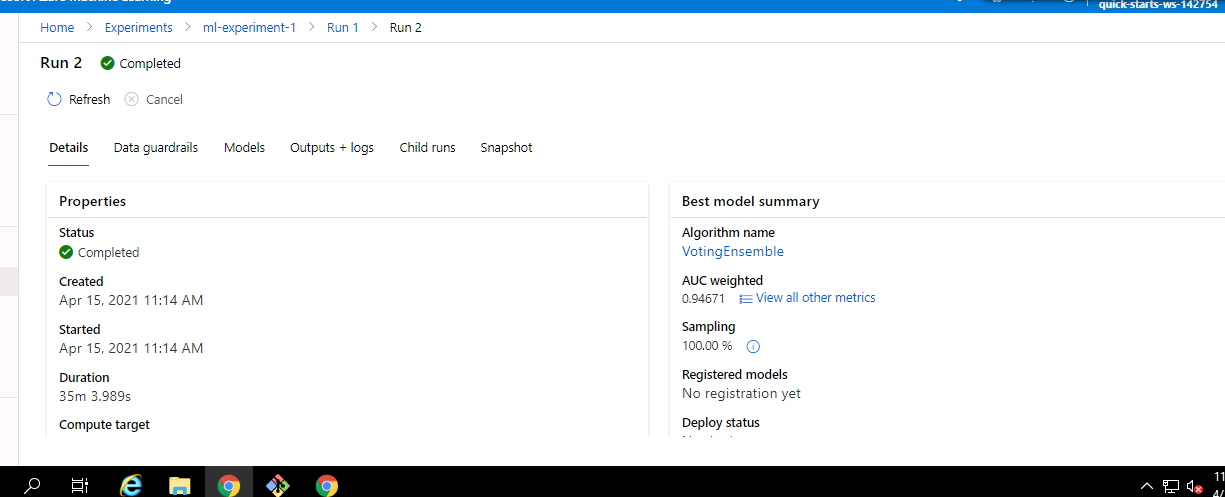 quick-starts-ws-142754
Home > Experiments > ml-experiment-1 > Run 1 > Run 2
Run 2 Completed
Refresh Cancel
Details Data guardrails Models Outputs + logs Child runs Snapshot
Properties
Status
Completed
Created
Apr 15, 2021 11:14 AM
Started
Apr 15, 2021 11:14 AM
Duration
35m 3.989s
Compute target
Best model summary
Algorithm name
VotingEnsemble
AUC weighted
0.94671 View all other metrics
Sampling
100.00 %
Registered models
No registration yet
Deploy status